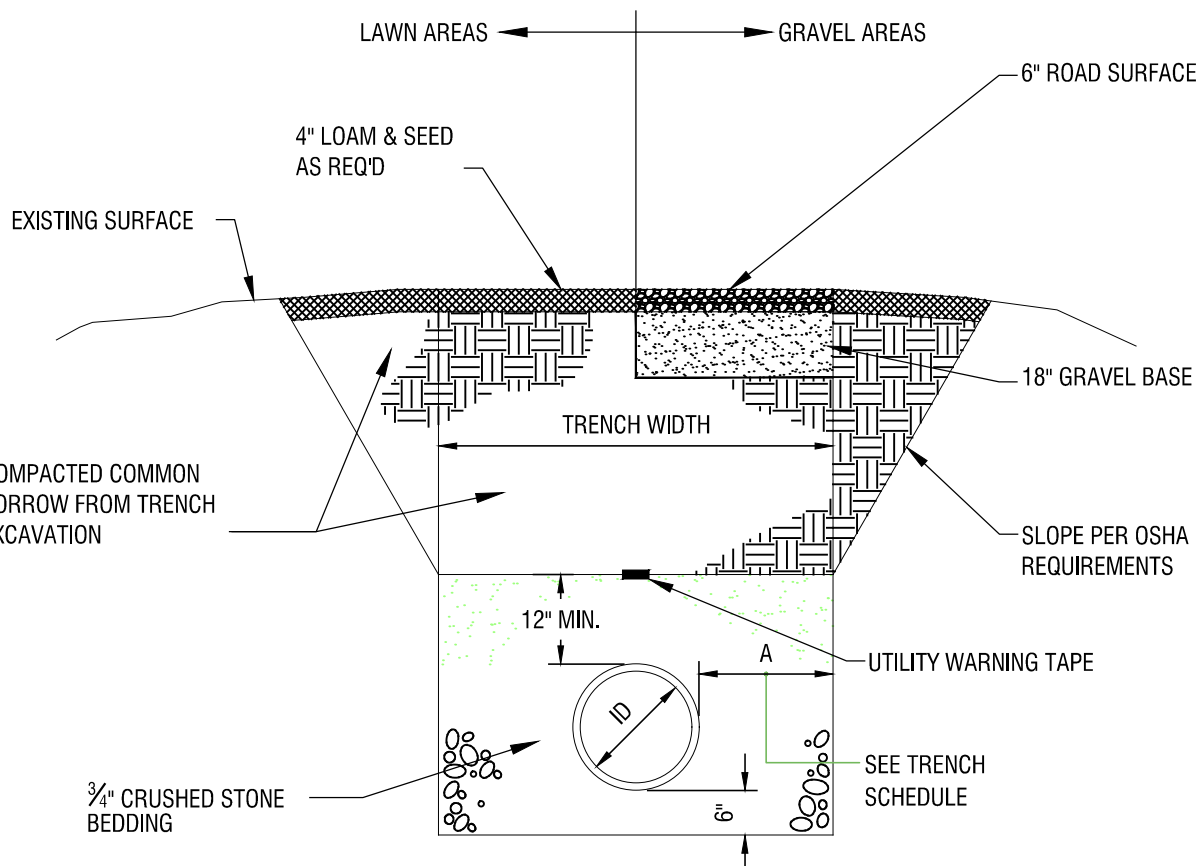 LAWN AREAS
GRAVEL AREAS
6" ROAD SURFACE
4" LOAM & SEED
AS REQ'D
EXISTING SURFACE
18" GRAVEL BASE
TRENCH WIDTH
OMPACTED COMMON
ORROW FROM TRENCH
XCAVATION
SLOPE PER OSHA
REQUIREMENTS
12" MIN.
A
UTILITY WARNING TAPE
ID
SEE TRENCH
SCHEDULE
6"
3/4" CRUSHED STONE
BEDDING